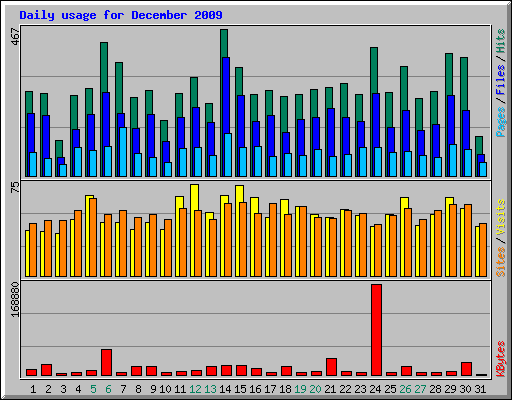 Daily usage for December 2009
467
Pages / Files / Hits
75
Sites / Visits
168880
KBytes
1 2 3 4 5 6 7 8 9 10 11 12 13 14 15 16 17 18 19 20 21 22 23 24 25 26 27 28 29 30 31